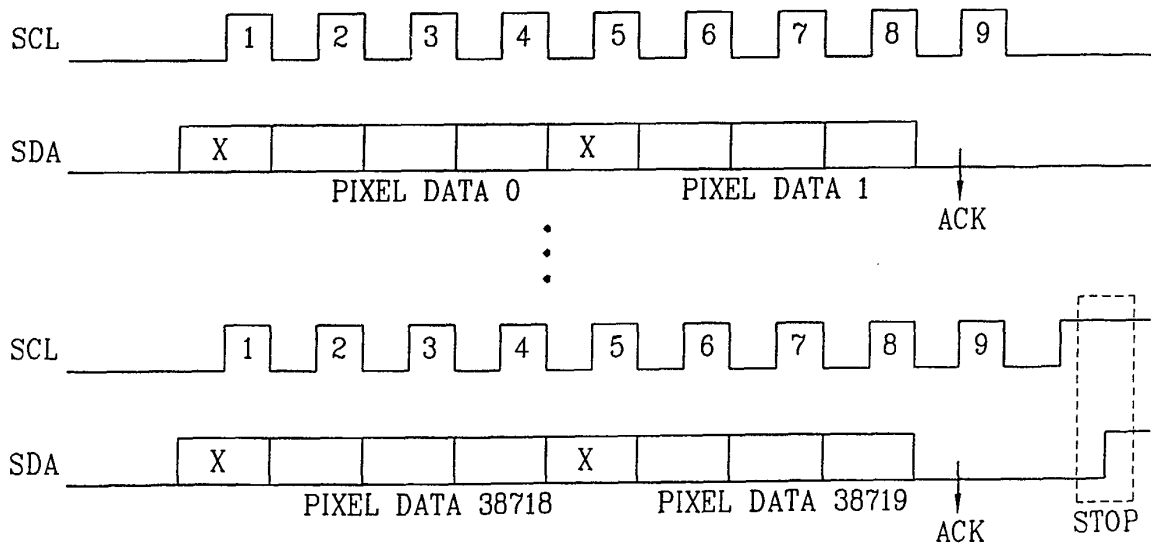 SCL 1 2 3 4 5 6 7 8 9
SDA X X
PIXEL DATA 0 PIXEL DATA 1
ACK
SCL 1 2 3 4 5 6 7 8 9
SDA X X
PIXEL DATA 38718 PIXEL DATA 38719
ACK STOP